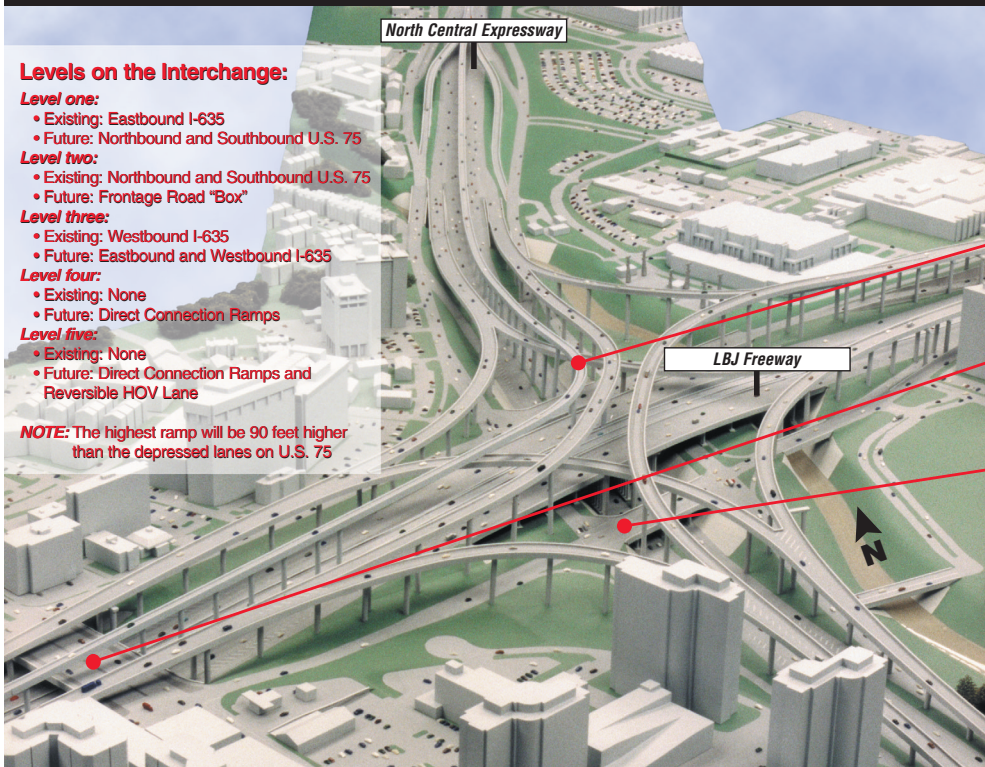 North Central Expressway
Levels on the Interchange:
Level one:
• Existing: Eastbound I-635
• Future: Northbound and Southbound U.S. 75
Level two:
• Existing: Northbound and Southbound U.S. 75
• Future: Frontage Road “Box”
Level three:
• Existing: Westbound I-635
• Future: Eastbound and Westbound I-635
Level four:
• Existing: None
• Future: Direct Connection Ramps
Level five:
• Existing: None
• Future: Direct Connection Ramps and
Reversible HOV Lane
NOTE: The highest ramp will be 90 feet higher
than the depressed lanes on U.S. 75
LBJ Freeway
N